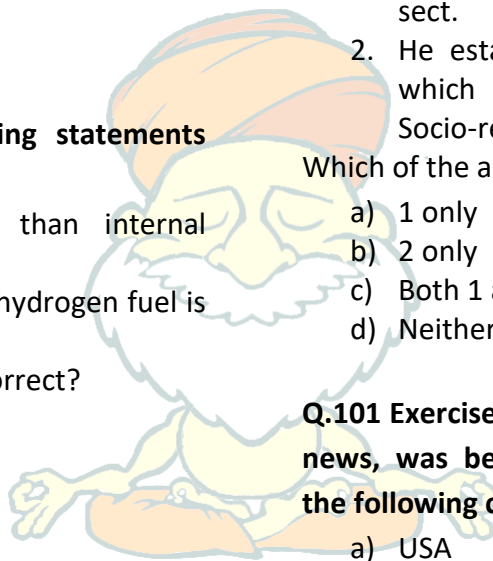 ing statements
than internal
hydrogen fuel is
orrect?
sect.
2. He esta
which
Socio-re
Which of the a
a) 1 only
b) 2 only
c) Both 1 a
d) Neither
Q.101 Exercise
news, was be
the following c
a) USA